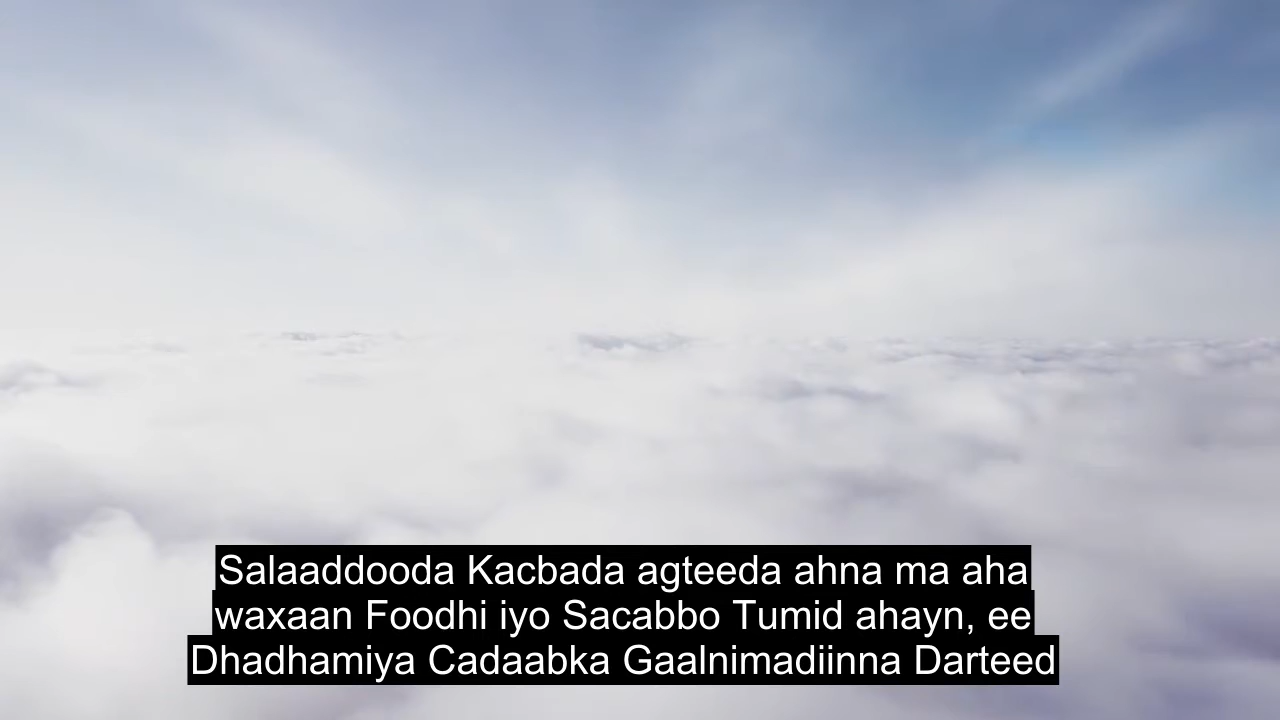 Salaaddooda Kacbada agteeda ahna ma aha
waxaan Foodhi iyo Sacabbo Tumid ahayn, ee
Dhadhamiya Cadaabka Gaalnimadiinna Darteed